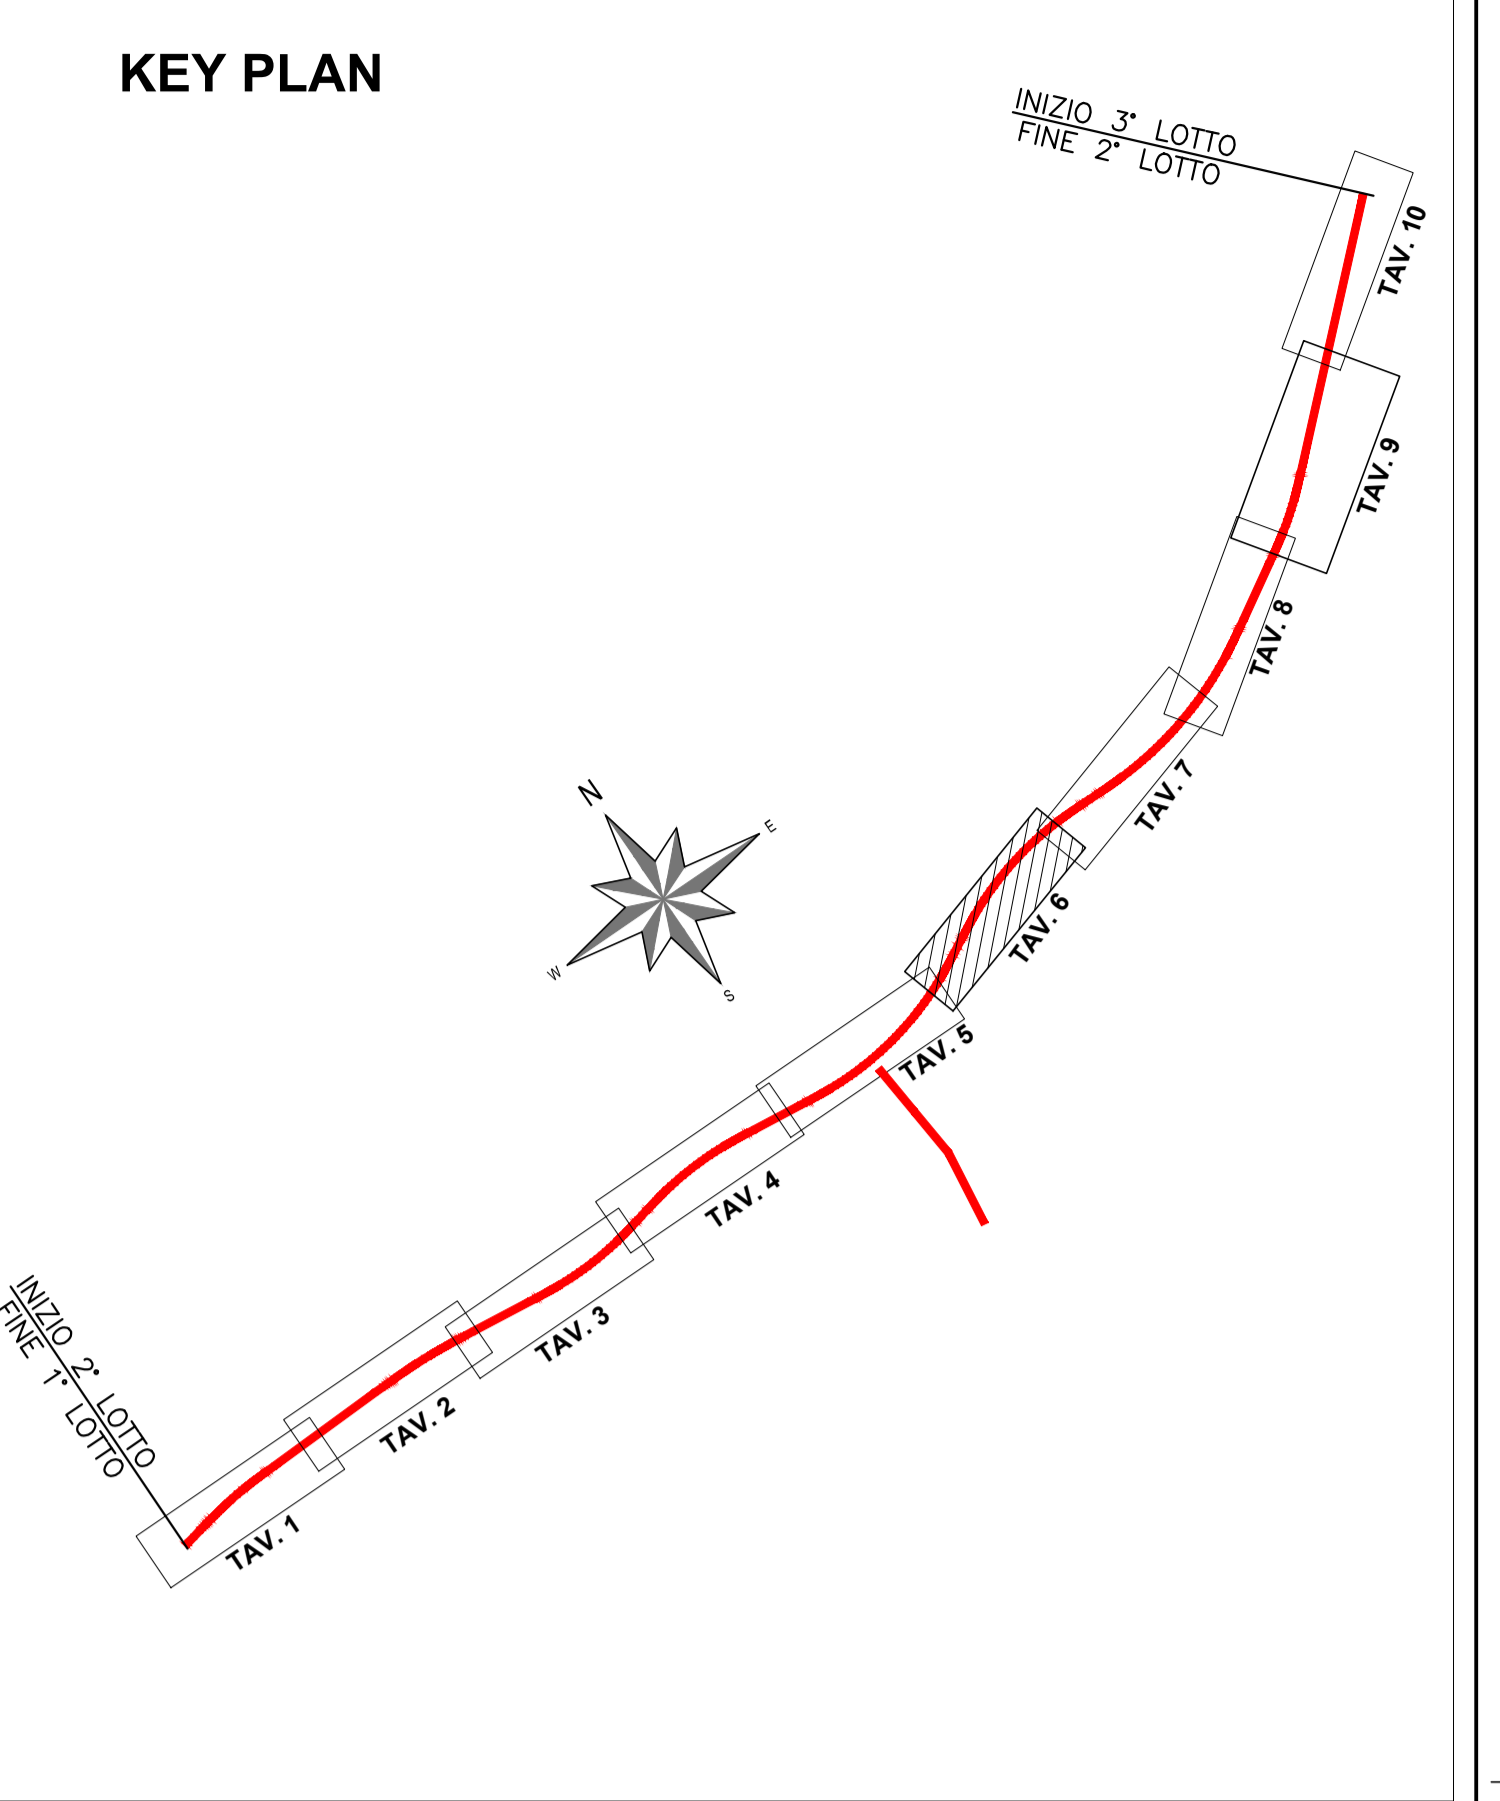 KEY PLAN
INIZIO 3° LOTTO
FINE 2° LOTTO
TAV. 10
TAV. 9
TAV. 8
TAV. 7
N
E
W
S
TAV. 6
TAV. 5
TAV. 4
TAV. 3
INIZIO 2° LOTTO
FINE 1° LOTTO
TAV. 2
TAV. 1